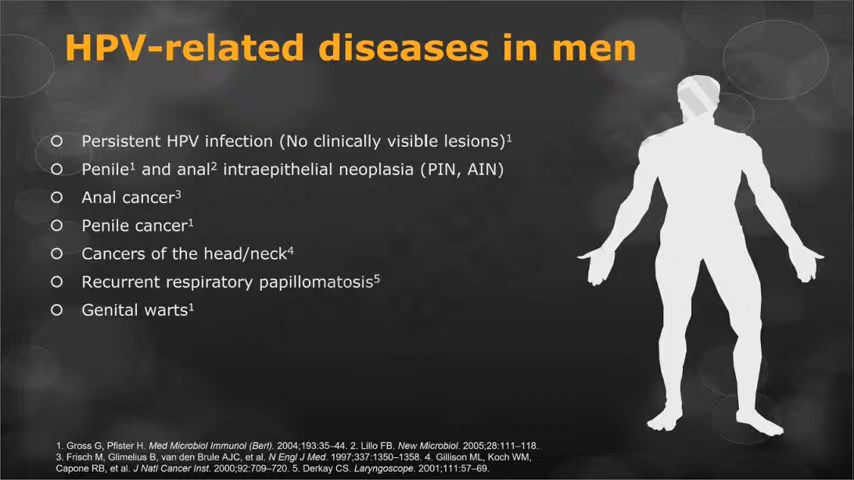 HPV-related diseases in men
Persistent HPV infection (No clinically visible lesions)¹
Penile¹ and anal² intraepithelial neoplasia (PIN, AIN)
Anal cancer³
Penile cancer¹
Cancers of the head/neck⁴
Recurrent respiratory papillomatosis⁵
Genital warts¹
1. Gross G, Pfister H. Med Microbiol Immunol (Berl). 2004;193:35–44. 2. Lillo FB. New Microbiol. 2005;28:111–118.
3. Frisch M, Glimelius B, van den Brule AJC, et al. N Engl J Med. 1997;337:1350–1358. 4. Gillison ML, Koch WM,
Capone RB, et al. J Natl Cancer Inst. 2000;92:709–720. 5. Derkay CS. Laryngoscope. 2001;111:57–69.